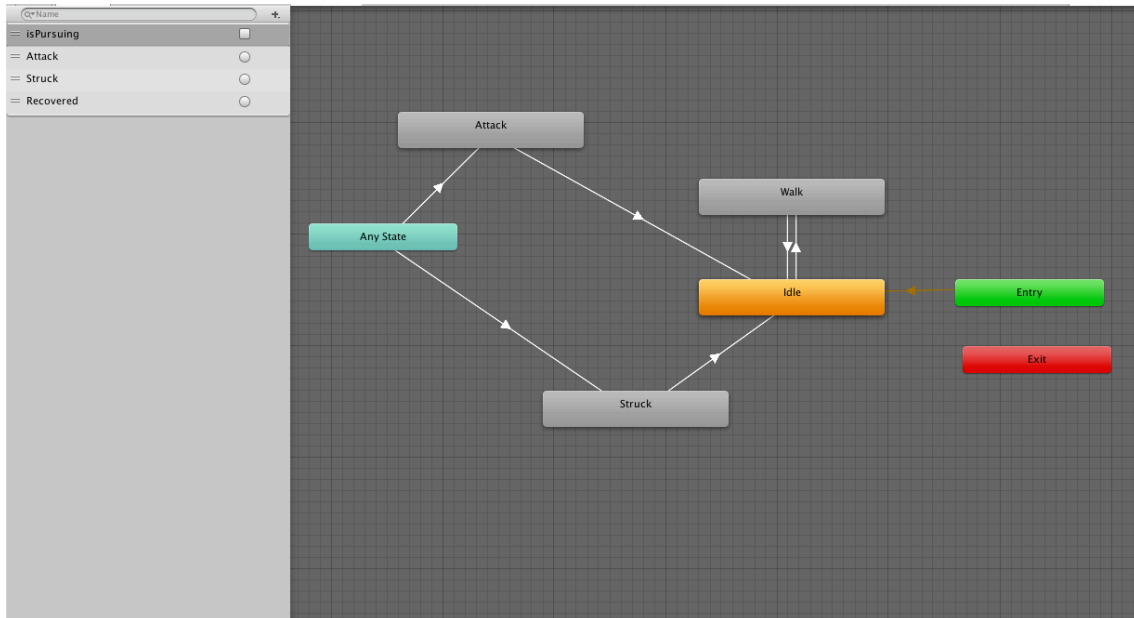 Name
isPursuing
Attack
Struck
Recovered
Attack
Walk
Any State
Idle
Entry
Exit
Struck